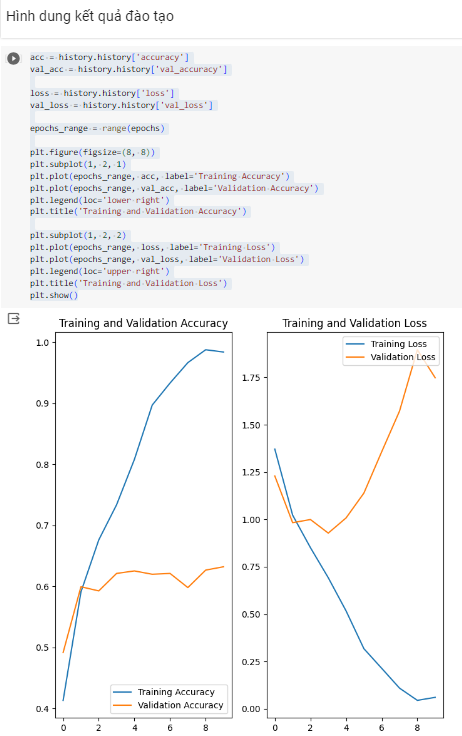 Hình dung kết quả đào tạo
acc = history.history['accuracy']
val_acc = history.history['val_accuracy']
loss = history.history['loss']
val_loss = history.history['val_loss']
epochs_range = range(epochs)
plt.figure(figsize=(8, 8))
plt.subplot(1, 2, 1)
plt.plot(epochs_range, acc, label='Training Accuracy')
plt.plot(epochs_range, val_acc, label='Validation Accuracy')
plt.legend(loc='lower right')
plt.title('Training and Validation Accuracy')
plt.subplot(1, 2, 2)
plt.plot(epochs_range, loss, label='Training Loss')
plt.plot(epochs_range, val_loss, label='Validation Loss')
plt.legend(loc='upper right')
plt.title('Training and Validation Loss')
plt.show()
Training and Validation Accuracy
1.0
0.9
0.8
0.7
0.6
0.5
0.4
Training Accuracy
Validation Accuracy
0 2 4 6 8
Training and Validation Loss
Training Loss
Validation Loss
1.75
1.50
1.25
1.00
0.75
0.50
0.25
0.00
0 2 4 6 8